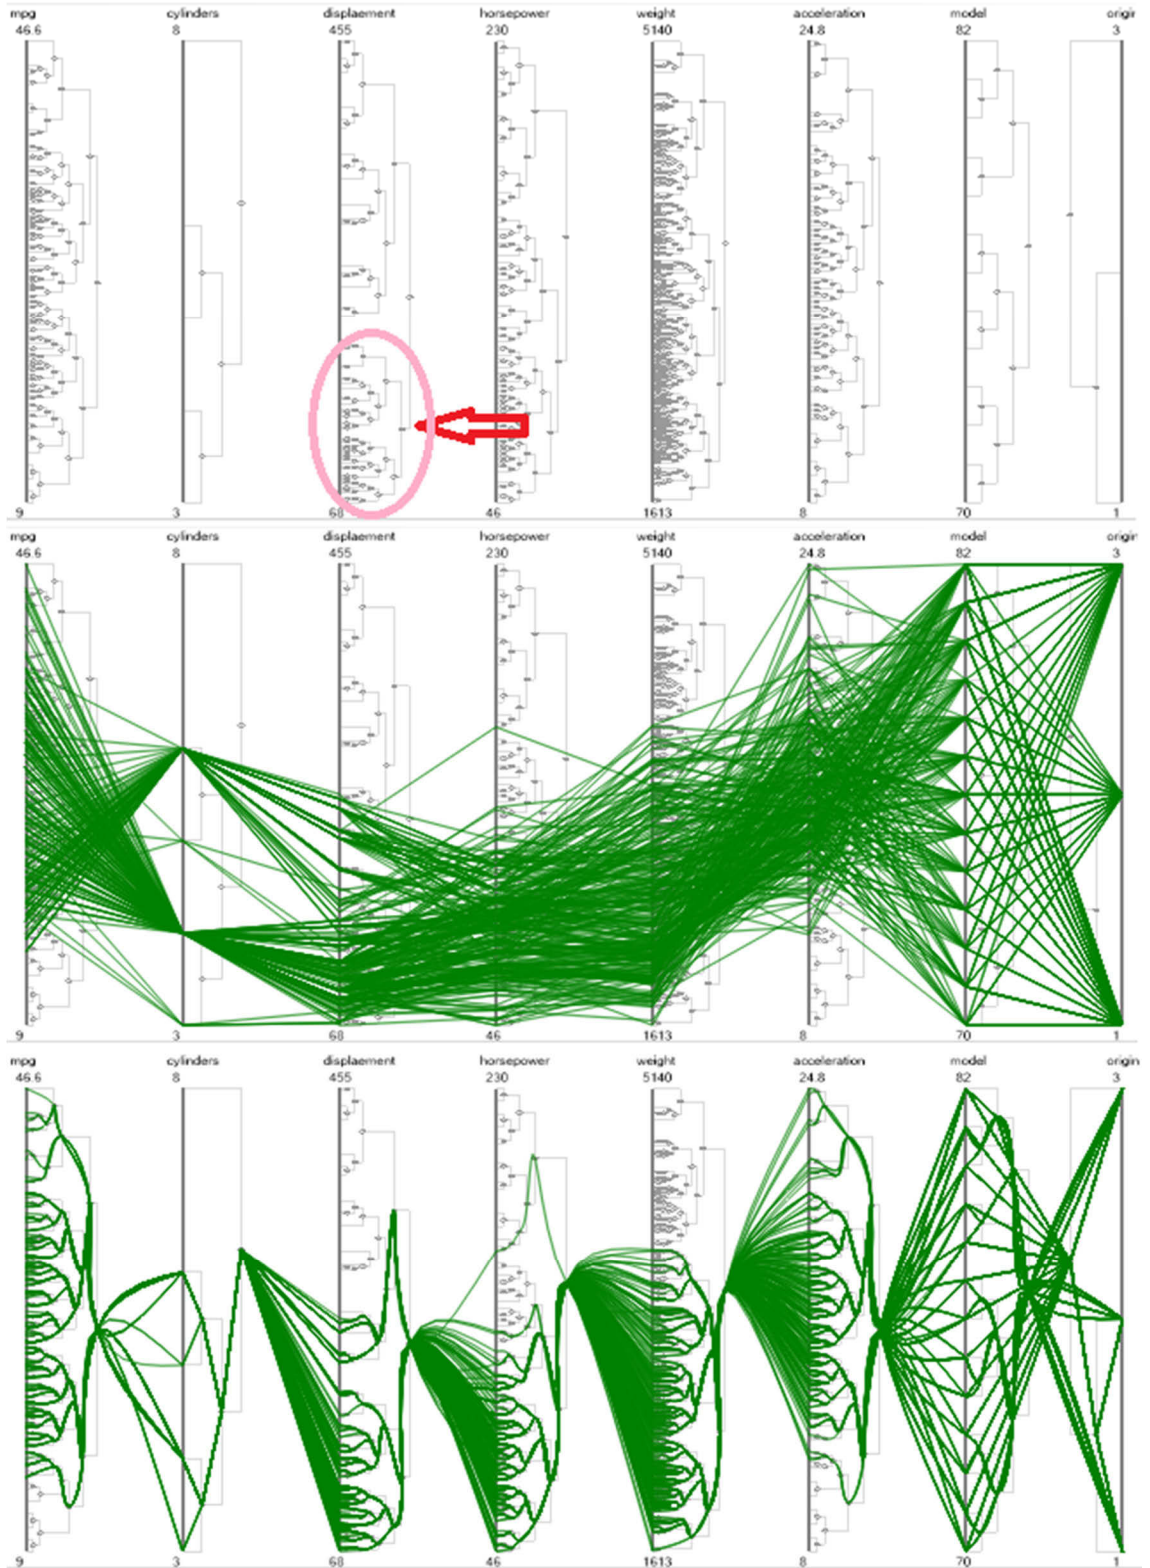 mpg cylinders displaement horsepower weight acceleration model origin
46.6 8 455 230 5140 24.8 82 3
9 3 68 46 1613 8 70 1
mpg cylinders displaement horsepower weight acceleration model origin
46.6 8 455 230 5140 24.8 82 3
9 3 68 46 1613 8 70 1
mpg cylinders displaement horsepower weight acceleration model origin
46.6 8 455 230 5140 24.8 82 3
9 3 68 46 1613 8 70 1